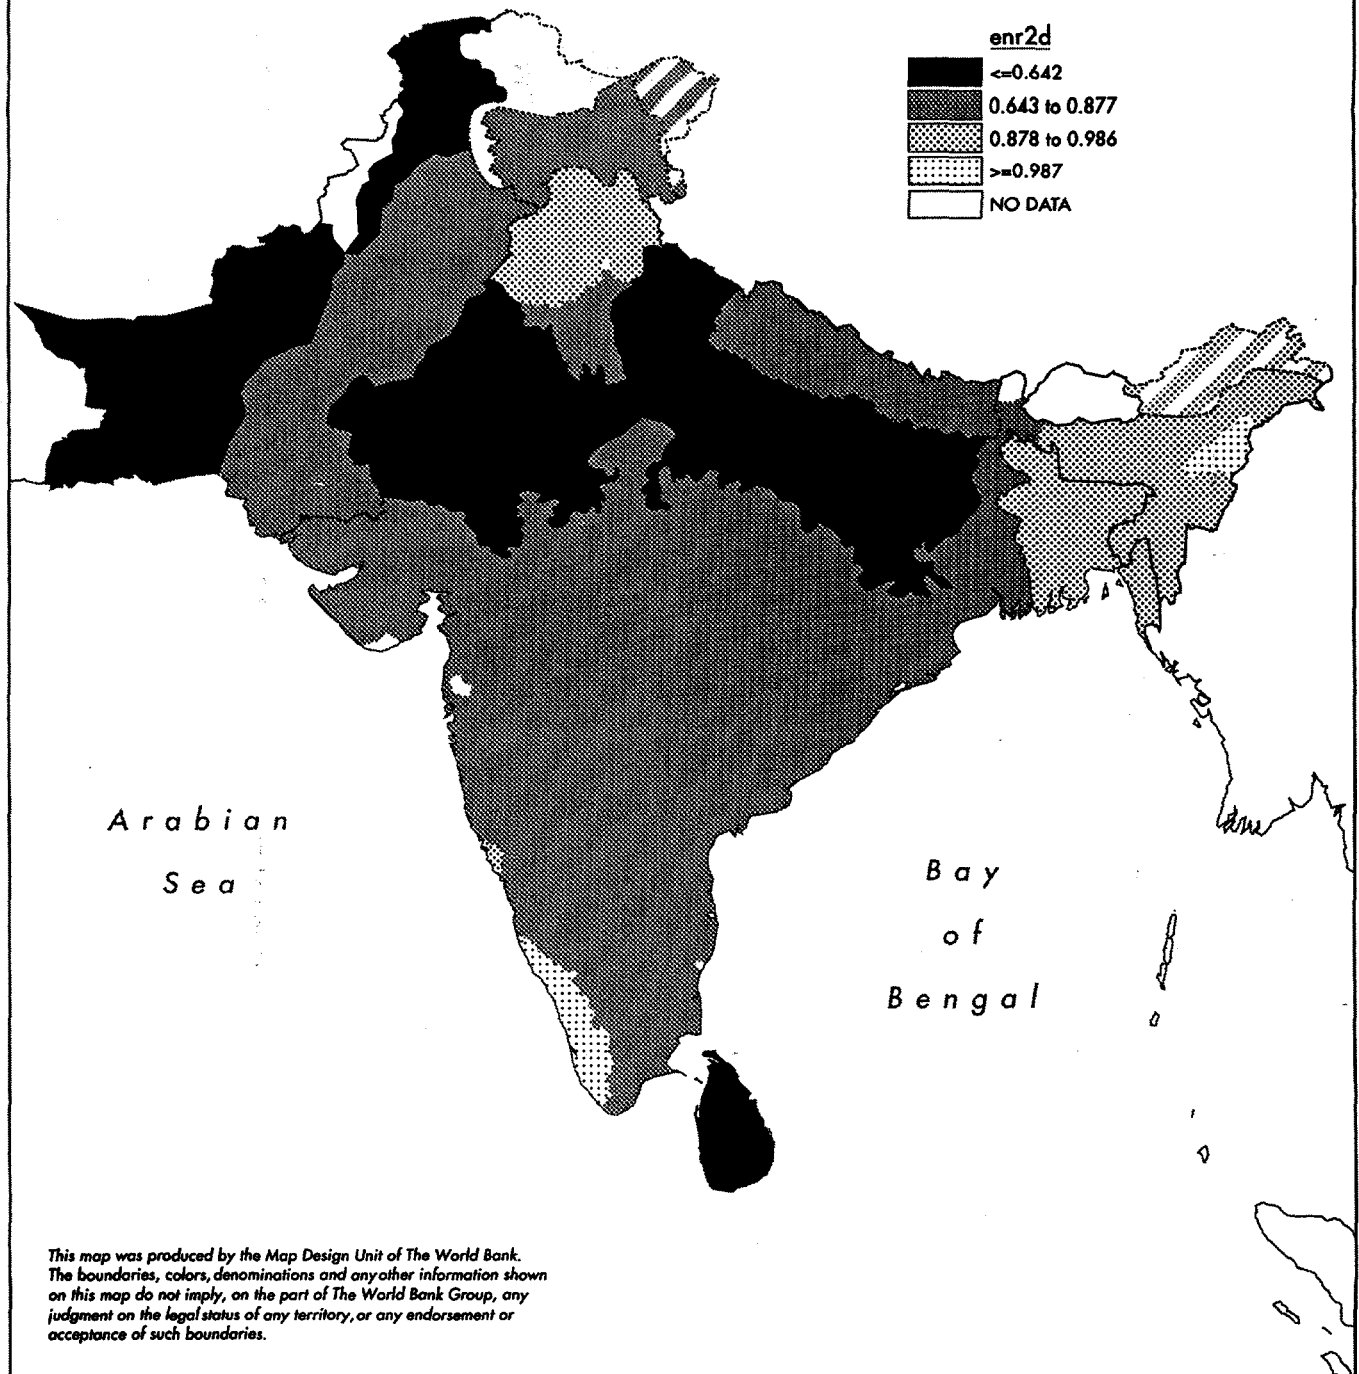 enr2d
<=0.642
0.643 to 0.877
0.878 to 0.986
>=0.987
NO DATA
Arabian
Sea
Bay
of
Bengal
This map was produced by the Map Design Unit of The World Bank.
The boundaries, colors, denominations and any other information shown
on this map do not imply, on the part of The World Bank Group, any
judgment on the legal status of any territory, or any endorsement or
acceptance of such boundaries.